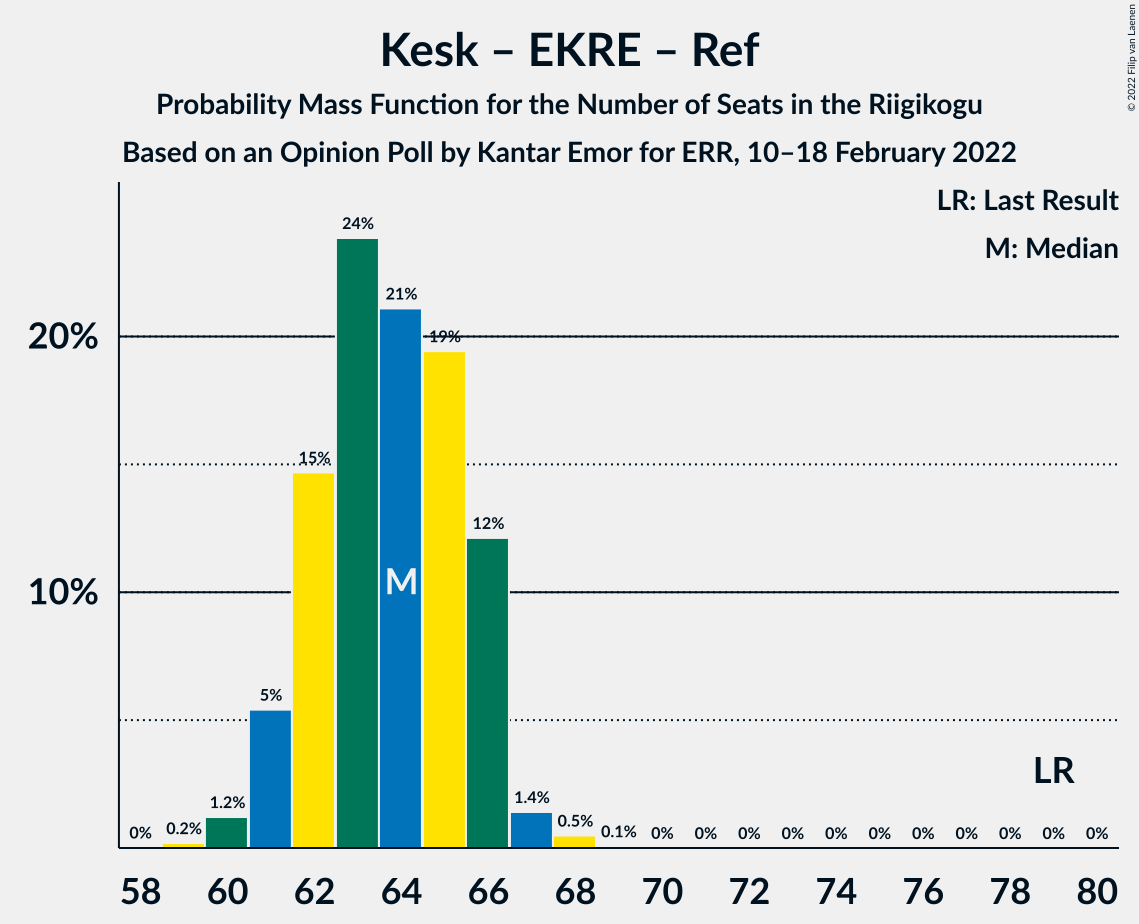 Kesk – EKRE – Ref
Probability Mass Function for the Number of Seats in the Riigikogu
Based on an Opinion Poll by Kantar Emor for ERR, 10–18 February 2022
© 2022 Filip van Laenen
LR: Last Result
M: Median
24%
21%
20%
19%
15%
12%
M
10%
5%
LR
0%
0.2%
1.2%
1.4%
0.5%
0.1%
0%
0%
0%
0%
0%
0%
0%
0%
0%
0%
0%
58 60 62 64 66 68 70 72 74 76 78 80